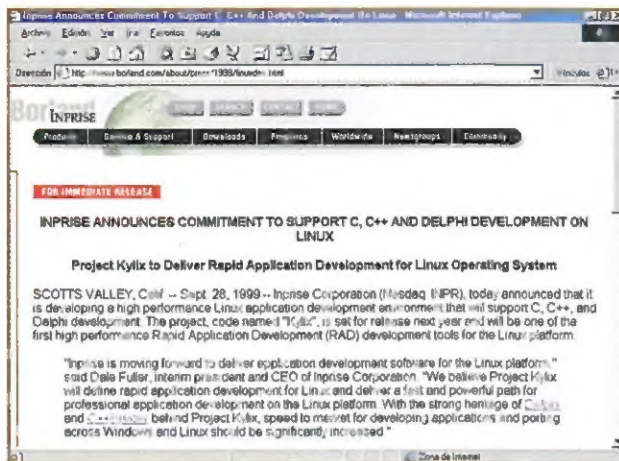 Inprise Announces Commitment To Support C, C++ And Delphi Development On Linux - Microsoft Internet Explorer
Archivo Edición Ver Ir a Favoritos Ayuda
Dirección http://www.borland.com/about/press/1999/linuxdev.html Vínculos
Borland
INPRISE
SHOP SEARCH CONTACT HOME
Products Service & Support Downloads Programs Worldwide Newsgroups Community
FOR IMMEDIATE RELEASE
INPRISE ANNOUNCES COMMITMENT TO SUPPORT C, C++ AND DELPHI DEVELOPMENT ON
LINUX
Project Kylix to Deliver Rapid Application Development for Linux Operating System
SCOTTS VALLEY, Calif -- Sept. 28, 1999 -- Inprise Corporation (Nasdaq: INPR), today announced that it
is developing a high performance Linux application development environment that will support C, C++, and
Delphi development. The project, code named "Kylix", is set for release next year and will be one of the
first high performance Rapid Application Development (RAD) development tools for the Linux platform.
"Inprise is moving forward to deliver application development software for the Linux platform,"
said Dale Fuller, interim president and CEO of Inprise Corporation. "We believe Project Kylix
will define rapid application development for Linux and deliver a fast and powerful path for
professional application development on the Linux platform. With the strong heritage of Delphi
and C++Builder behind Project Kylix, speed to market for developing applications and porting
across Windows and Linux should be significantly increased."
Zona de Internet